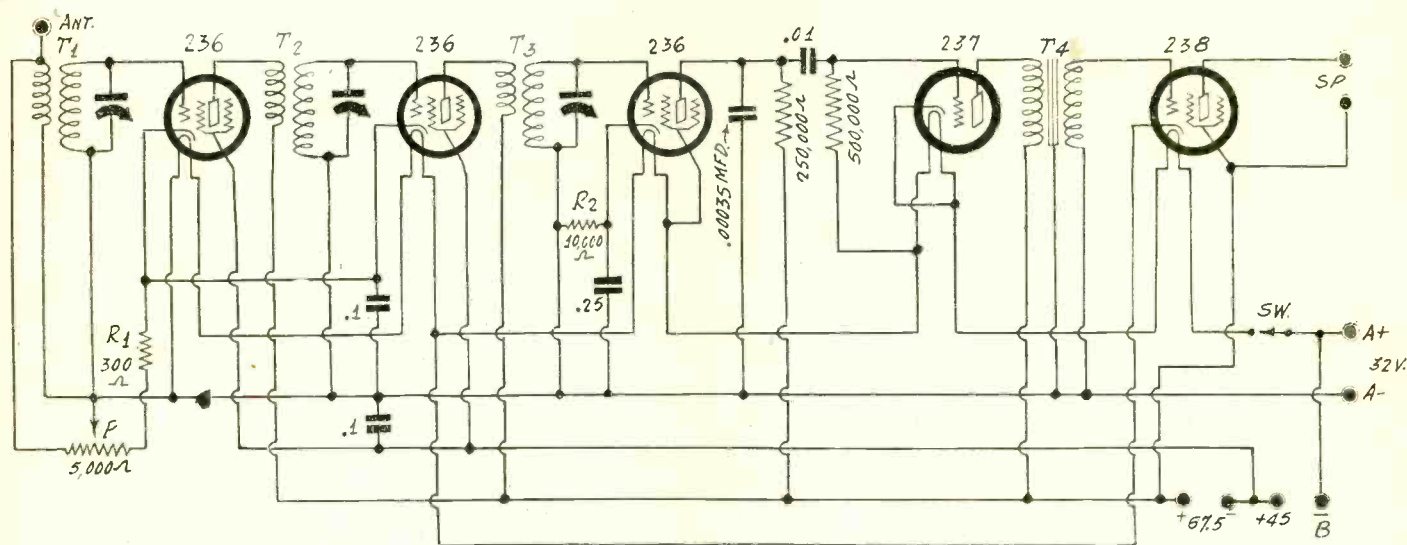 ANT.
T1
236
T2
236
T3
236
.01
237
T4
238
SP.
.00035 MFD.
250,000Ω
500,000Ω
R2
10,000
Ω
.25
.1
R1
300
Ω
SW.
A+
32V.
A-
P
5,000Ω
.1
+67.5
-
+45
B